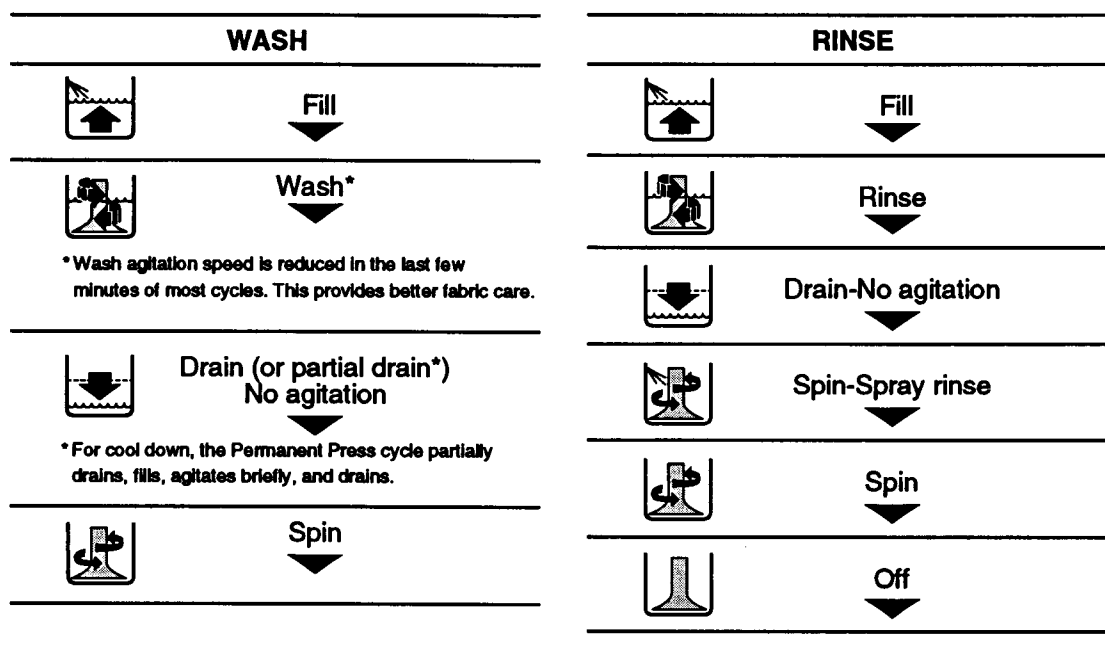 WASH
Fill
Wash*
*Wash agitation speed is reduced in the last few
minutes of most cycles. This provides better fabric care.
Drain (or partial drain*)
No agitation
*For cool down, the Permanent Press cycle partially
drains, fills, agitates briefly, and drains.
Spin
RINSE
Fill
Rinse
Drain-No agitation
Spin-Spray rinse
Spin
Off